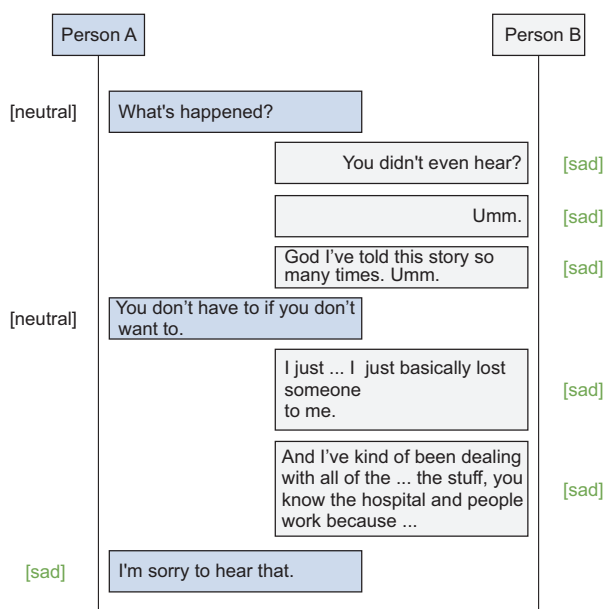 Person A
Person B
[neutral]
What's happened?
You didn't even hear?
[sad]
Umm.
[sad]
God I've told this story so
many times. Umm.
[sad]
[neutral]
You don’t have to if you don’t
want to.
I just ... I  just basically lost
someone
to me.
[sad]
And I’ve kind of been dealing
with all of the ... the stuff, you
know the hospital and people
work because ...
[sad]
[sad]
I'm sorry to hear that.